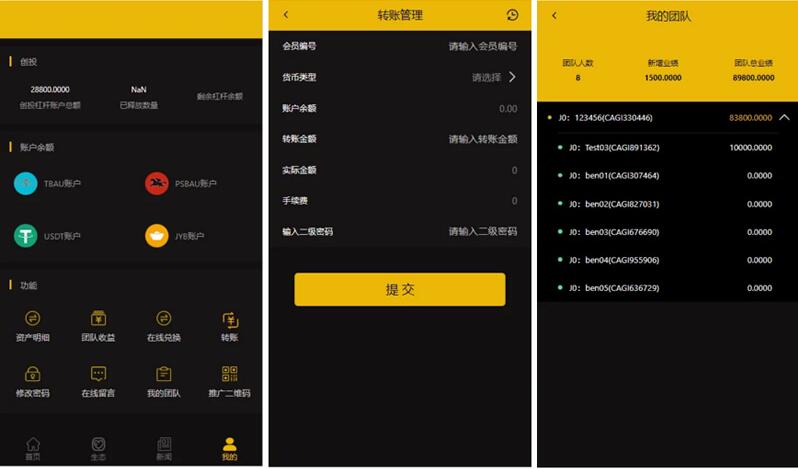 创投
28800.0000
NaN
剩余杠杆余额
创投杠杆账户总额
已释放数量
账户余额
TBAU账户
PSBAU账户
USDT账户
JYB账户
功能
资产明细
团队收益
在线兑换
转账
修改密码
在线留言
我的团队
推广二维码
首页
生态
新闻
我的
转账管理
会员编号
请输入会员编号
货币类型
请选择
账户余额
0.00
转账金额
请输入转账金额
实际金额
0
手续费
0
输入二级密码
请输入二级密码
提 交
我的团队
团队人数
新增业绩
团队总业绩
8
1500.0000
89800.0000
J0：123456(CAGI330446)
83800.0000
J0：Test03(CAGI891362)
10000.0000
J0：ben01(CAGI307464)
0.0000
J0：ben02(CAGI827031)
0.0000
J0：ben03(CAGI676690)
0.0000
J0：ben04(CAGI955906)
0.0000
J0：ben05(CAGI636729)
0.0000